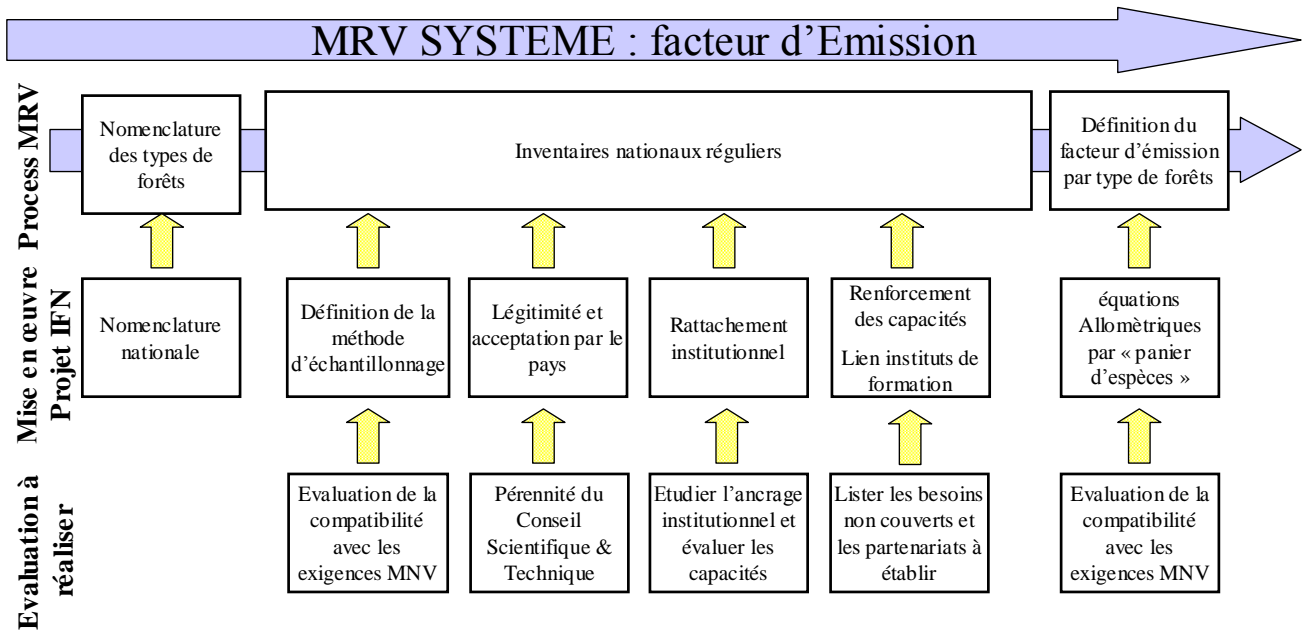 MRV SYSTEME : facteur d’Emission
Process MRV
Nomenclature
des types de
forêts
Inventaires nationaux réguliers
Définition du
facteur d’émission
par type de forêts
Mise en œuvre
Projet IFN
Nomenclature
nationale
Définition de la
méthode
d’échantillonnage
Légitimité et
acceptation par le
pays
Rattachement
institutionnel
Renforcement
des capacités
Lien instituts de
formation
équations
Allomètriques
par « panier
d’espèces »
Evaluation à
réaliser
Evaluation de la
compatibilité
avec les
exigences MNV
Pérennité du
Conseil
Scientifique &
Technique
Etudier l’ancrage
institutionnel et
évaluer les
capacités
Lister les besoins
non couverts et
les partenariats à
établir
Evaluation de la
compatibilité
avec les
exigences MNV